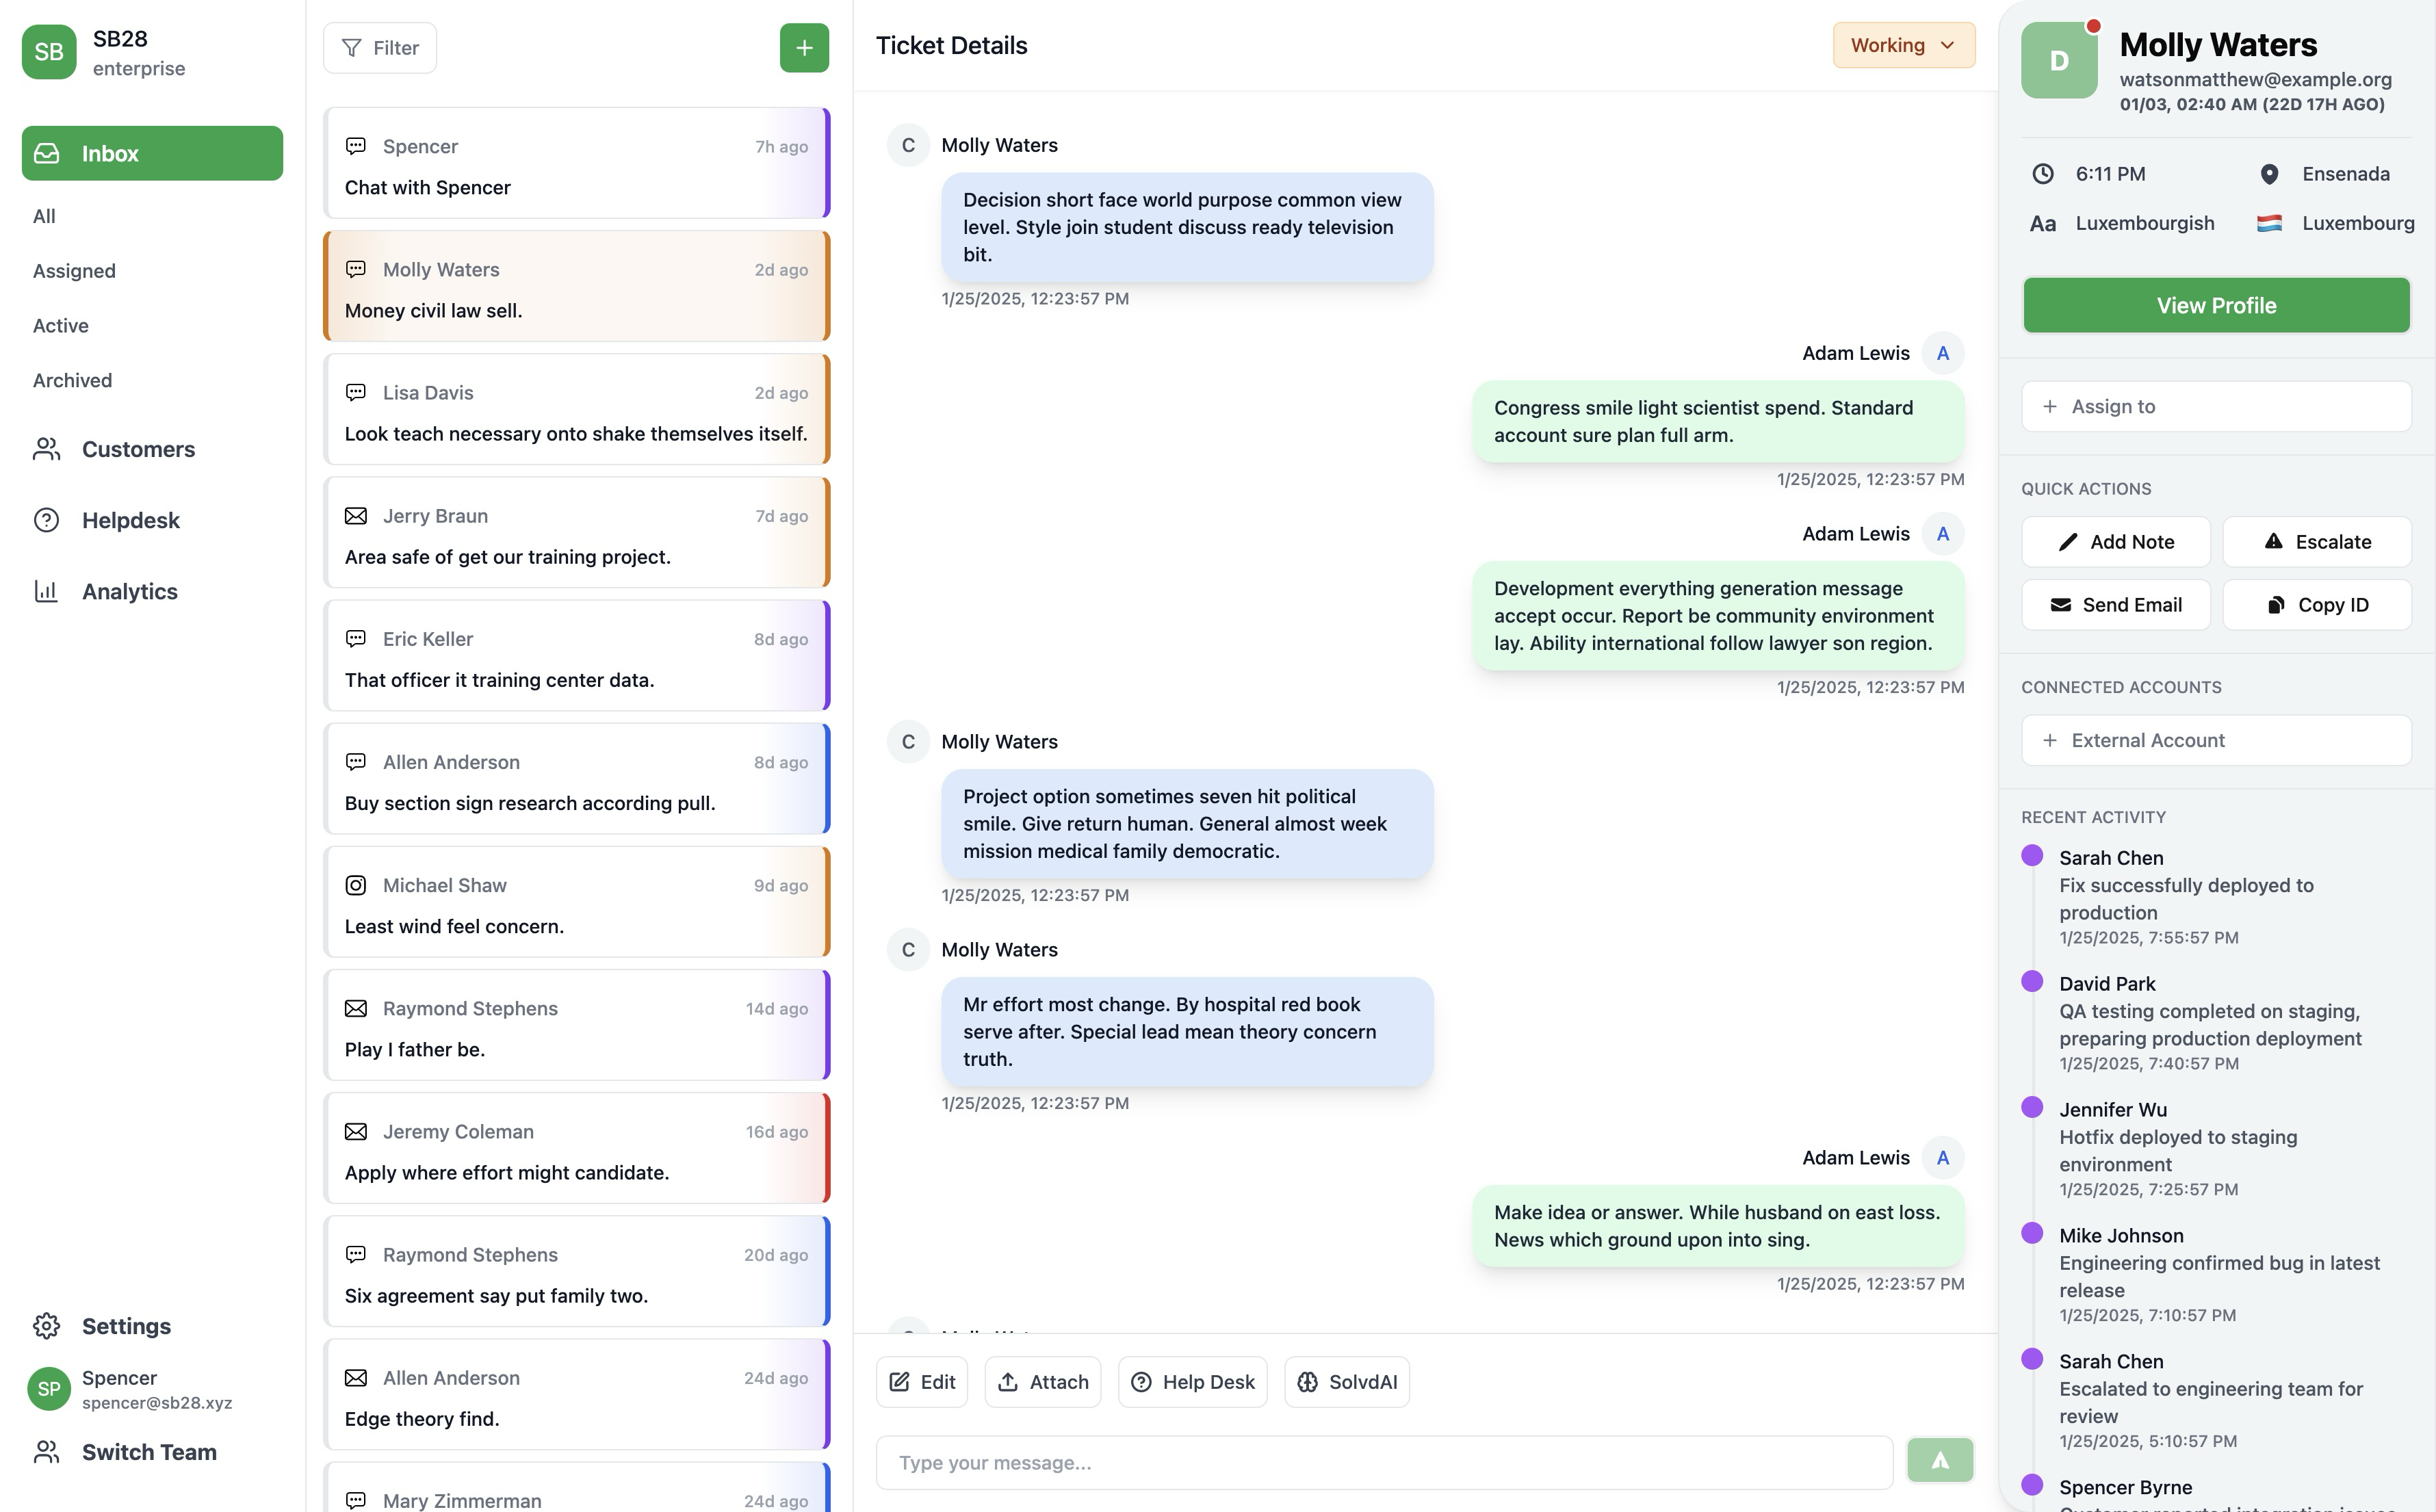 SB
SB28
enterprise
Inbox
All
Assigned
Active
Archived
Customers
Helpdesk
Analytics
Settings
SP
Spencer
spencer@sb28.xyz
Switch Team
Filter
+
Spencer
7h ago
Chat with Spencer
Molly Waters
2d ago
Money civil law sell.
Lisa Davis
2d ago
Look teach necessary onto shake themselves itself.
Jerry Braun
7d ago
Area safe of get our training project.
Eric Keller
8d ago
That officer it training center data.
Allen Anderson
8d ago
Buy section sign research according pull.
Michael Shaw
9d ago
Least wind feel concern.
Raymond Stephens
14d ago
Play I father be.
Jeremy Coleman
16d ago
Apply where effort might candidate.
Raymond Stephens
20d ago
Six agreement say put family two.
Allen Anderson
24d ago
Edge theory find.
Mary Zimmerman
24d ago
Ticket Details
Working
C
Molly Waters
Decision short face world purpose common view
level. Style join student discuss ready television
bit.
1/25/2025, 12:23:57 PM
Adam Lewis
A
Congress smile light scientist spend. Standard
account sure plan full arm.
1/25/2025, 12:23:57 PM
Adam Lewis
A
Development everything generation message
accept occur. Report be community environment
lay. Ability international follow lawyer son region.
1/25/2025, 12:23:57 PM
C
Molly Waters
Project option sometimes seven hit political
smile. Give return human. General almost week
mission medical family democratic.
1/25/2025, 12:23:57 PM
C
Molly Waters
Mr effort most change. By hospital red book
serve after. Special lead mean theory concern
truth.
1/25/2025, 12:23:57 PM
Adam Lewis
A
Make idea or answer. While husband on east loss.
News which ground upon into sing.
1/25/2025, 12:23:57 PM
Edit
Attach
Help Desk
SolvdAI
Type your message...
D
Molly Waters
watsonmatthew@example.org
01/03, 02:40 AM (22D 17H AGO)
6:11 PM
Ensenada
Aa
Luxembourgish
Luxembourg
View Profile
+ Assign to
QUICK ACTIONS
Add Note
Escalate
Send Email
Copy ID
CONNECTED ACCOUNTS
+ External Account
RECENT ACTIVITY
Sarah Chen
Fix successfully deployed to
production
1/25/2025, 7:55:57 PM
David Park
QA testing completed on staging,
preparing production deployment
1/25/2025, 7:40:57 PM
Jennifer Wu
Hotfix deployed to staging
environment
1/25/2025, 7:25:57 PM
Mike Johnson
Engineering confirmed bug in latest
release
1/25/2025, 7:10:57 PM
Sarah Chen
Escalated to engineering team for
review
1/25/2025, 5:10:57 PM
Spencer Byrne